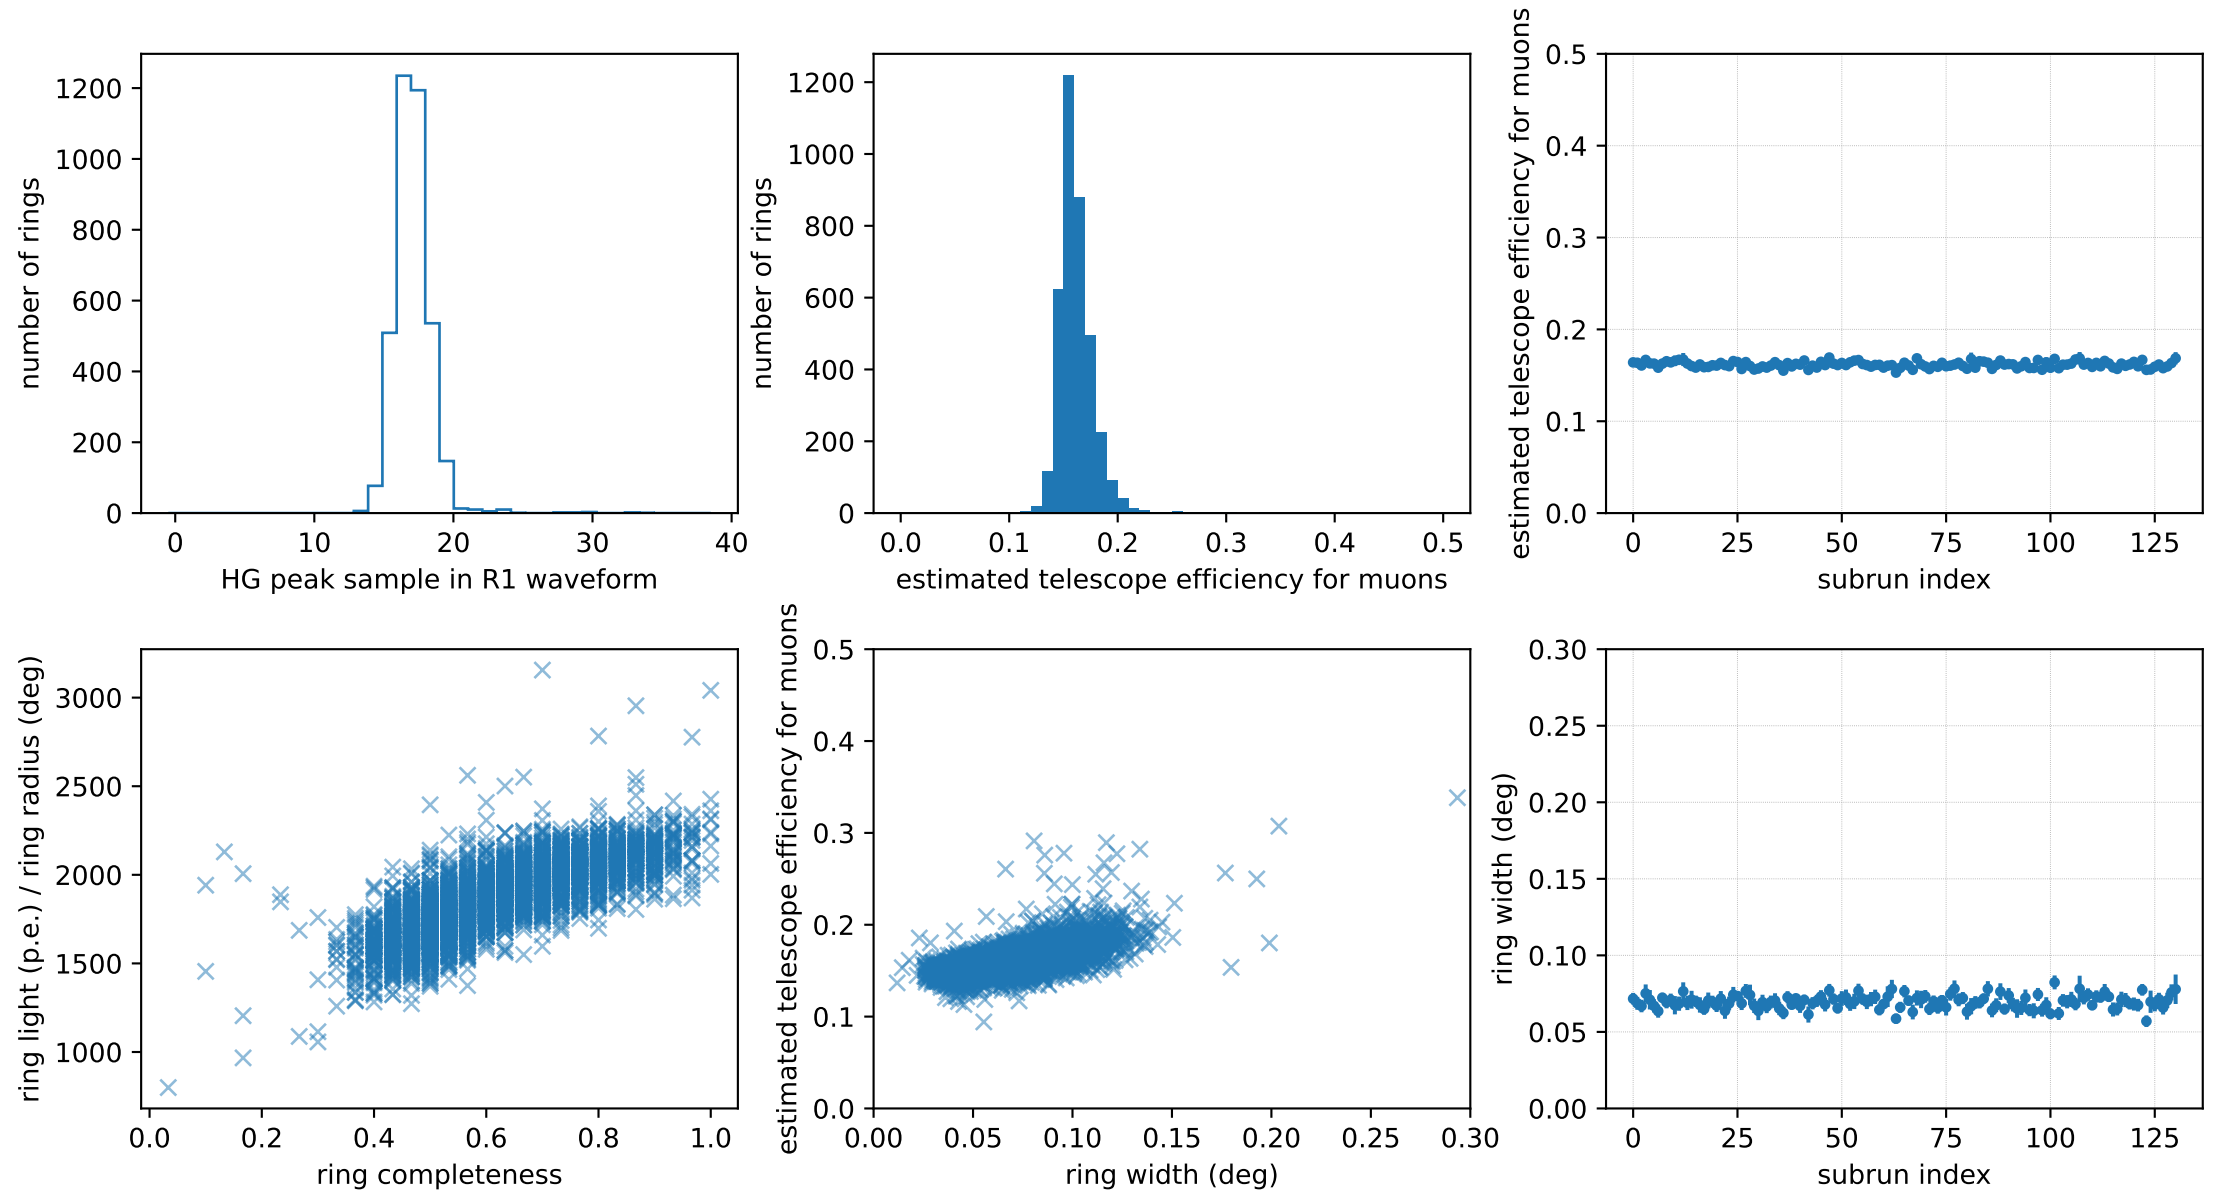 number of rings
1200
1000
800
600
400
200
0
0 10 20 30 40
HG peak sample in R1 waveform
number of rings
1200
1000
800
600
400
200
0
0.0 0.1 0.2 0.3 0.4 0.5
estimated telescope efficiency for muons
estimated telescope efficiency for muons
0.5
0.4
0.3
0.2
0.1
0.0
0 25 50 75 100 125
subrun index
ring light (p.e.) / ring radius (deg)
3000
2500
2000
1500
1000
0.0 0.2 0.4 0.6 0.8 1.0
ring completeness
estimated telescope efficiency for muons
0.5
0.4
0.3
0.2
0.1
0.0
0.00 0.05 0.10 0.15 0.20 0.25 0.30
ring width (deg)
ring width (deg)
0.30
0.25
0.20
0.15
0.10
0.05
0.00
0 25 50 75 100 125
subrun index